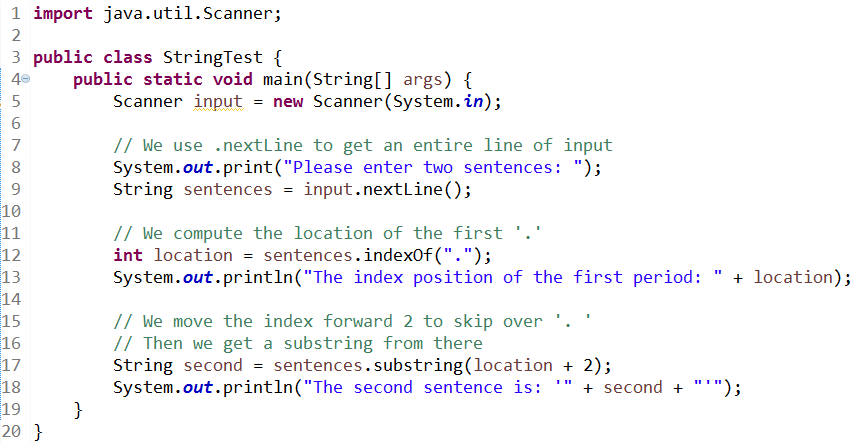 1 import java.util.Scanner;
2
3 public class StringTest {
4     public static void main(String[] args) {
5         Scanner input = new Scanner(System.in);
6
7         // We use .nextLine to get an entire line of input
8         System.out.print("Please enter two sentences: ");
9         String sentences = input.nextLine();
10
11         // We compute the location of the first '.'
12         int location = sentences.indexOf(".");
13         System.out.println("The index position of the first period: " + location);
14
15         // We move the index forward 2 to skip over '. '
16         // Then we get a substring from there
17         String second = sentences.substring(location + 2);
18         System.out.println("The second sentence is: '" + second + "'");
19     }
20 }